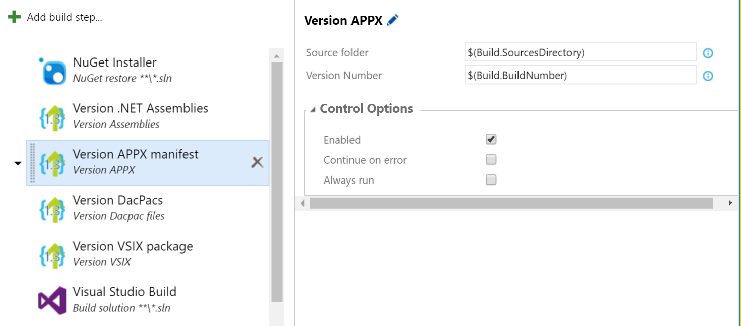 Add build step...
NuGet Installer
NuGet restore **\*.sln
Version .NET Assemblies
Version Assemblies
Version APPX manifest
Version APPX
Version DacPacs
Version Dacpac files
Version VSIX package
Version VSIX
Visual Studio Build
Build solution **\*.sln
Version APPX
Source folder $(Build.SourcesDirectory)
Version Number $(Build.BuildNumber)
Control Options
Enabled
Continue on error
Always run